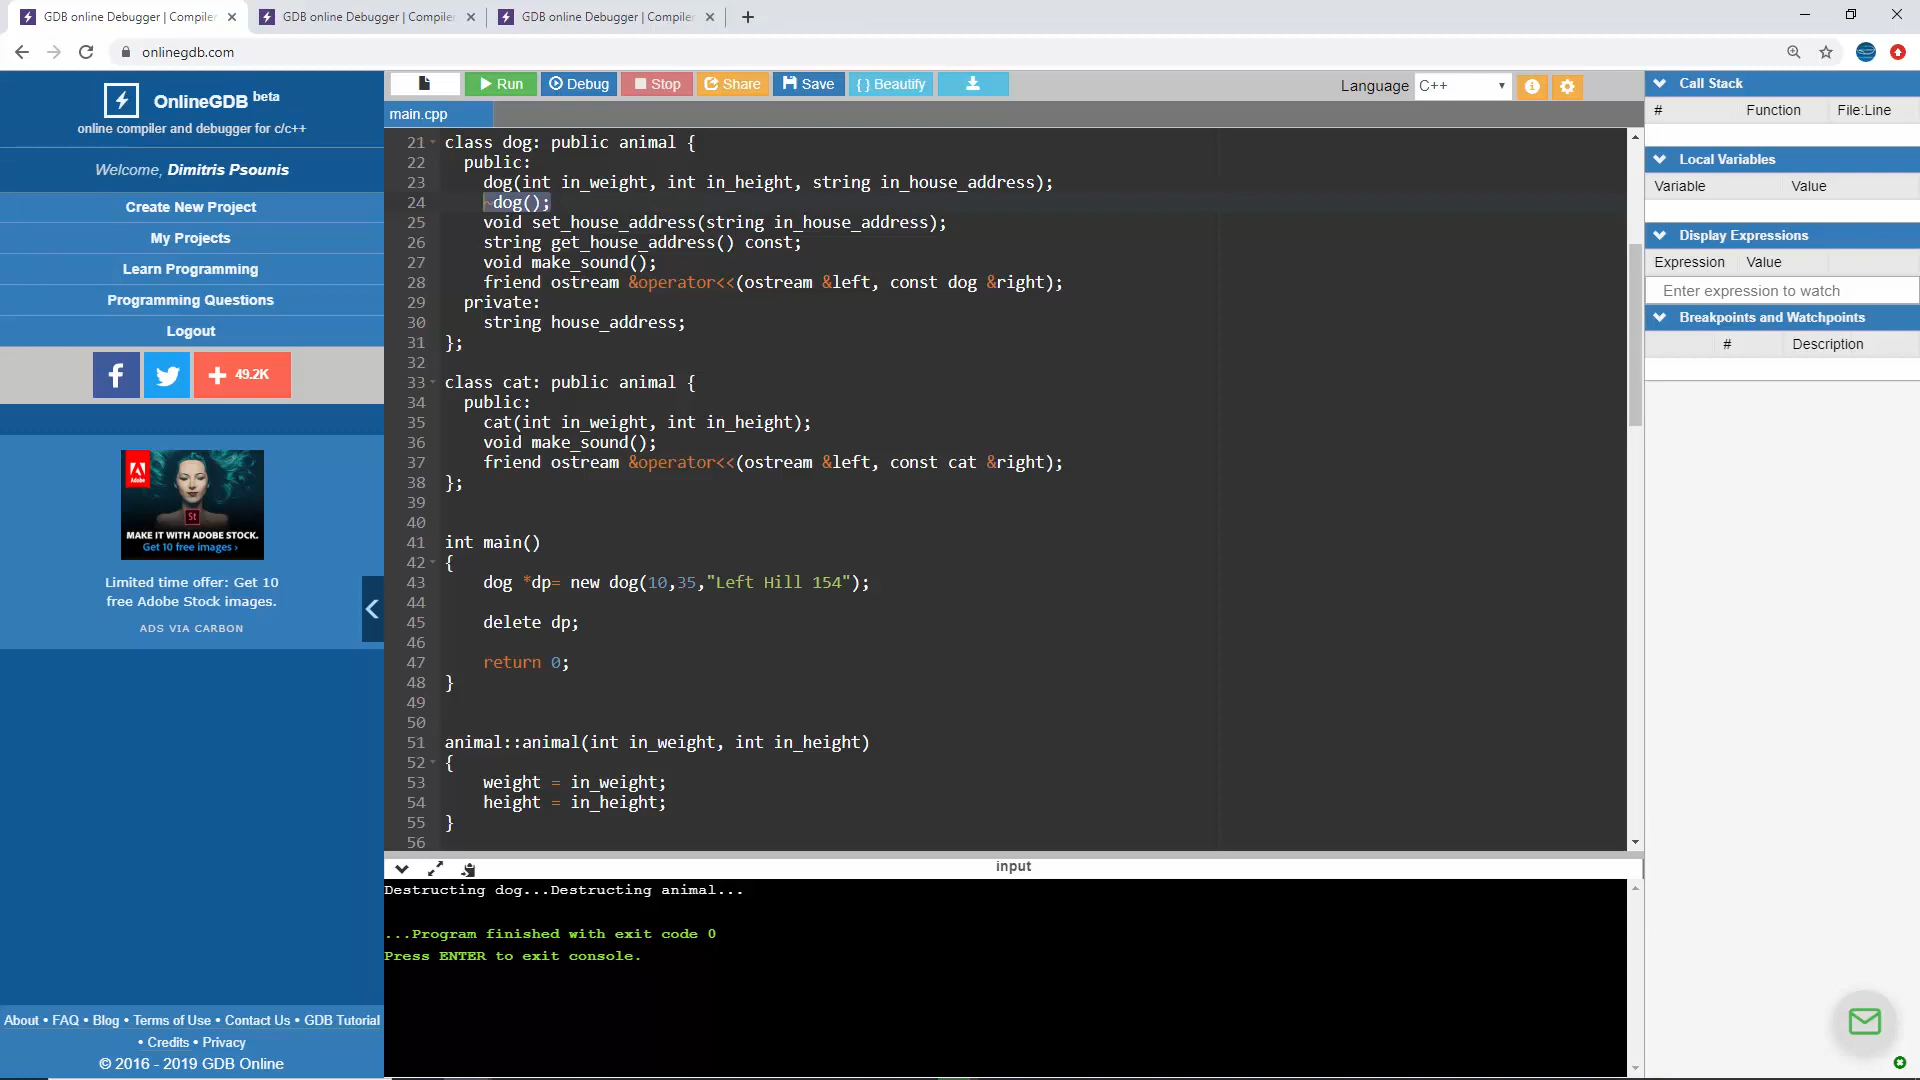 GDB online Debugger | Compiler
GDB online Debugger | Compiler
GDB online Debugger | Compiler
onlinegdb.com
OnlineGDB beta
online compiler and debugger for c/c++
Welcome, Dimitris Psounis
Create New Project
My Projects
Learn Programming
Programming Questions
Logout
49.2K
Adobe
St
MAKE IT WITH ADOBE STOCK.
Get 10 free images ›
Limited time offer: Get 10
free Adobe Stock images.
ADS VIA CARBON
About • FAQ • Blog • Terms of Use • Contact Us • GDB Tutorial
• Credits • Privacy
© 2016 - 2019 GDB Online
Run Debug Stop Share Save { } Beautify
Language C++
main.cpp
21 class dog: public animal {
22 public:
23 dog(int in_weight, int in_height, string in_house_address);
24 ~dog();
25 void set_house_address(string in_house_address);
26 string get_house_address() const;
27 void make_sound();
28 friend ostream &operator<<(ostream &left, const dog &right);
29 private:
30 string house_address;
31 };
32
33 class cat: public animal {
34 public:
35 cat(int in_weight, int in_height);
36 void make_sound();
37 friend ostream &operator<<(ostream &left, const cat &right);
38 };
39
40
41 int main()
42 {
43 dog *dp= new dog(10,35,"Left Hill 154");
44
45 delete dp;
46
47 return 0;
48 }
49
50
51 animal::animal(int in_weight, int in_height)
52 {
53 weight = in_weight;
54 height = in_height;
55 }
56
input
Destructing dog...Destructing animal...
...Program finished with exit code 0
Press ENTER to exit console.
Call Stack
# Function File:Line
Local Variables
Variable Value
Display Expressions
Expression Value
Enter expression to watch
Breakpoints and Watchpoints
# Description